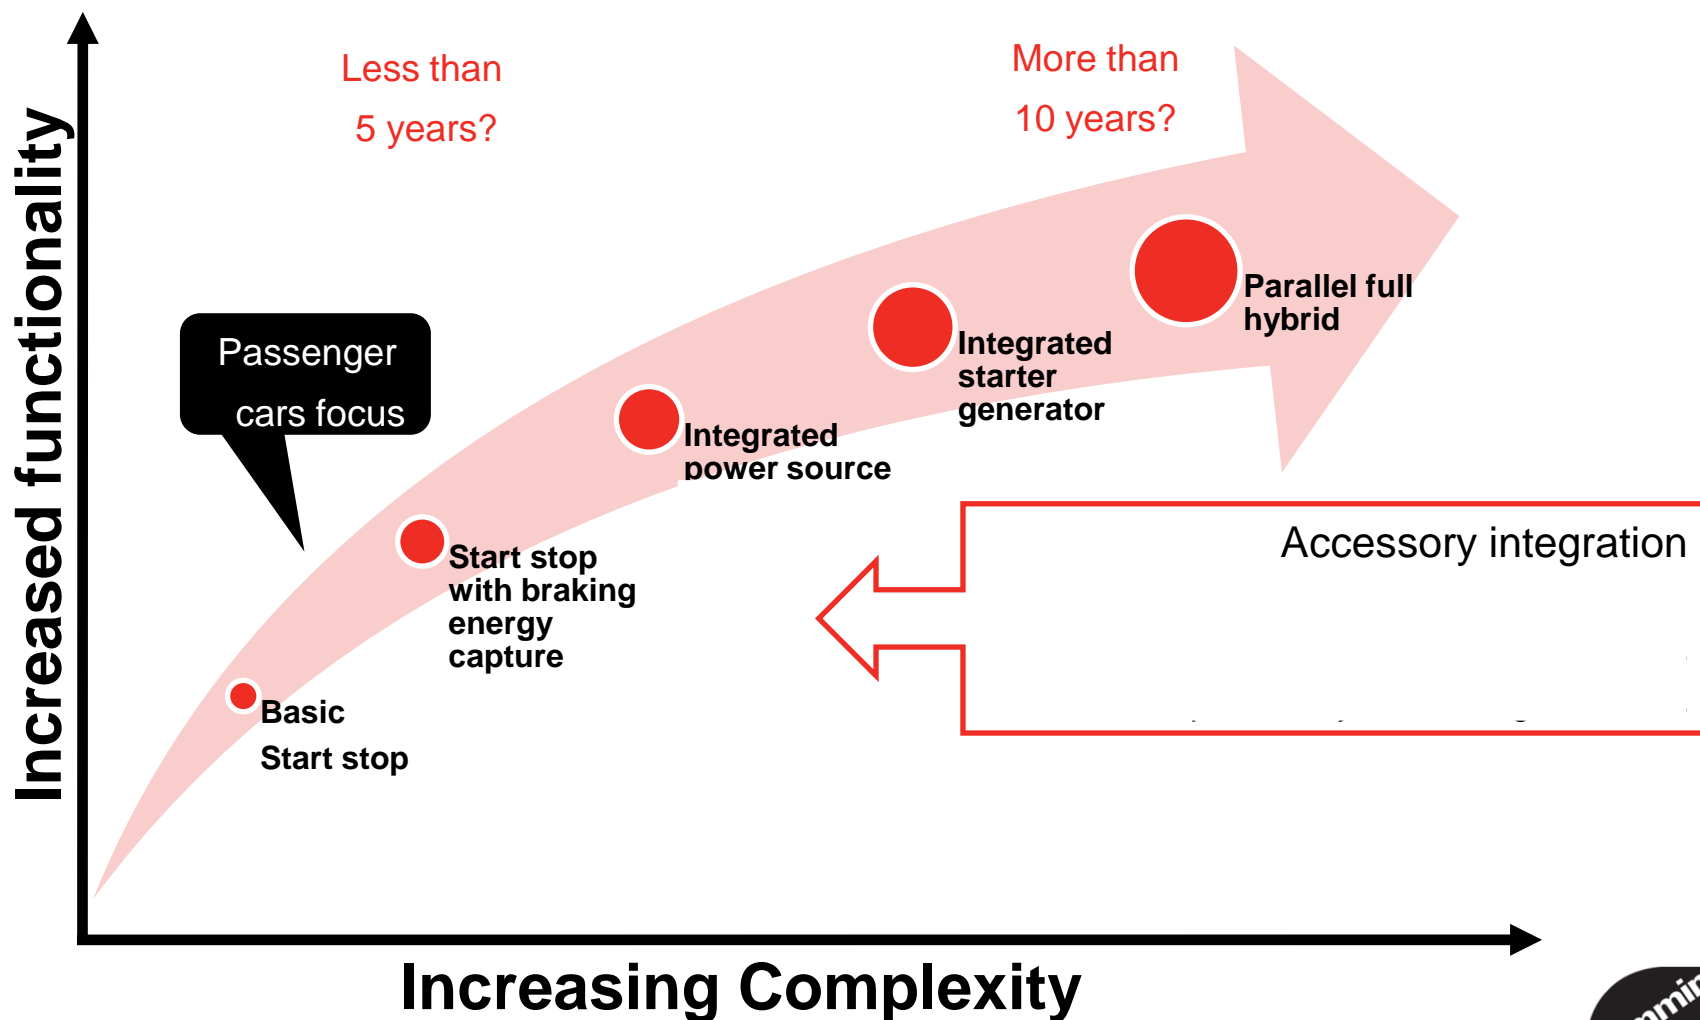 Less than
5 years?
More than
10 years?
Increased functionality
Passenger
cars focus
Parallel full
hybrid
Integrated
starter
generator
Integrated
power source
Start stop
with braking
energy
capture
Accessory integration
Basic
Start stop
Increasing Complexity